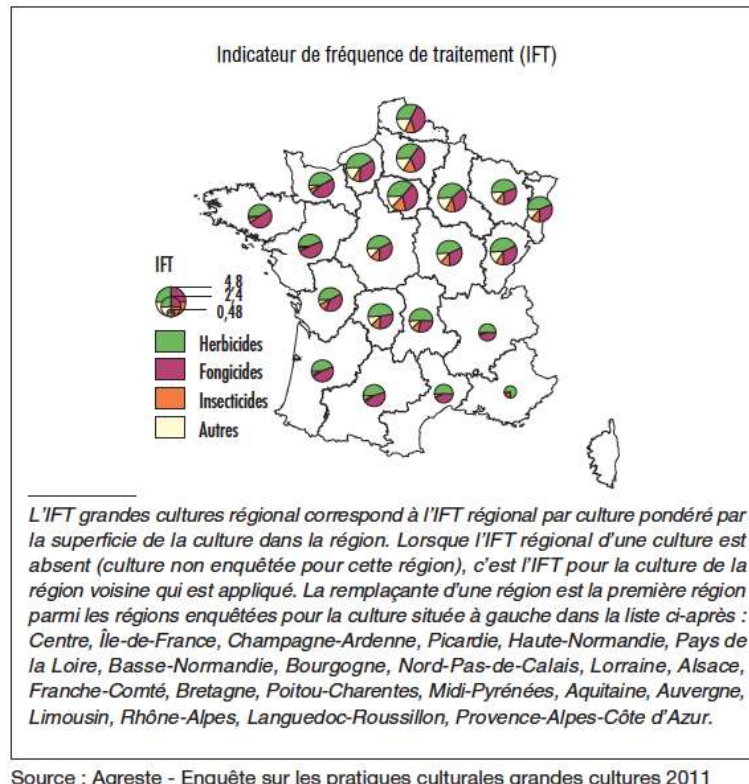 Indicateur de fréquence de traitement (IFT)
IFT
4,8
2,4
0,48
Herbicides
Fongicides
Insecticides
Autres
L'IFT grandes cultures régional correspond à l'IFT régional par culture pondéré par
la superficie de la culture dans la région. Lorsque l'IFT régional d'une culture est
absent (culture non enquêtée pour cette région), c'est l'IFT pour la culture de la
région voisine qui est appliqué. La remplaçante d'une région est la première région
parmi les régions enquêtées pour la culture située à gauche dans la liste ci-après :
Centre, Île-de-France, Champagne-Ardenne, Picardie, Haute-Normandie, Pays de
la Loire, Basse-Normandie, Bourgogne, Nord-Pas-de-Calais, Lorraine, Alsace,
Franche-Comté, Bretagne, Poitou-Charentes, Midi-Pyrénées, Aquitaine, Auvergne,
Limousin, Rhône-Alpes, Languedoc-Roussillon, Provence-Alpes-Côte d'Azur.
Source : Agreste - Enquête sur les pratiques culturales grandes cultures 2011